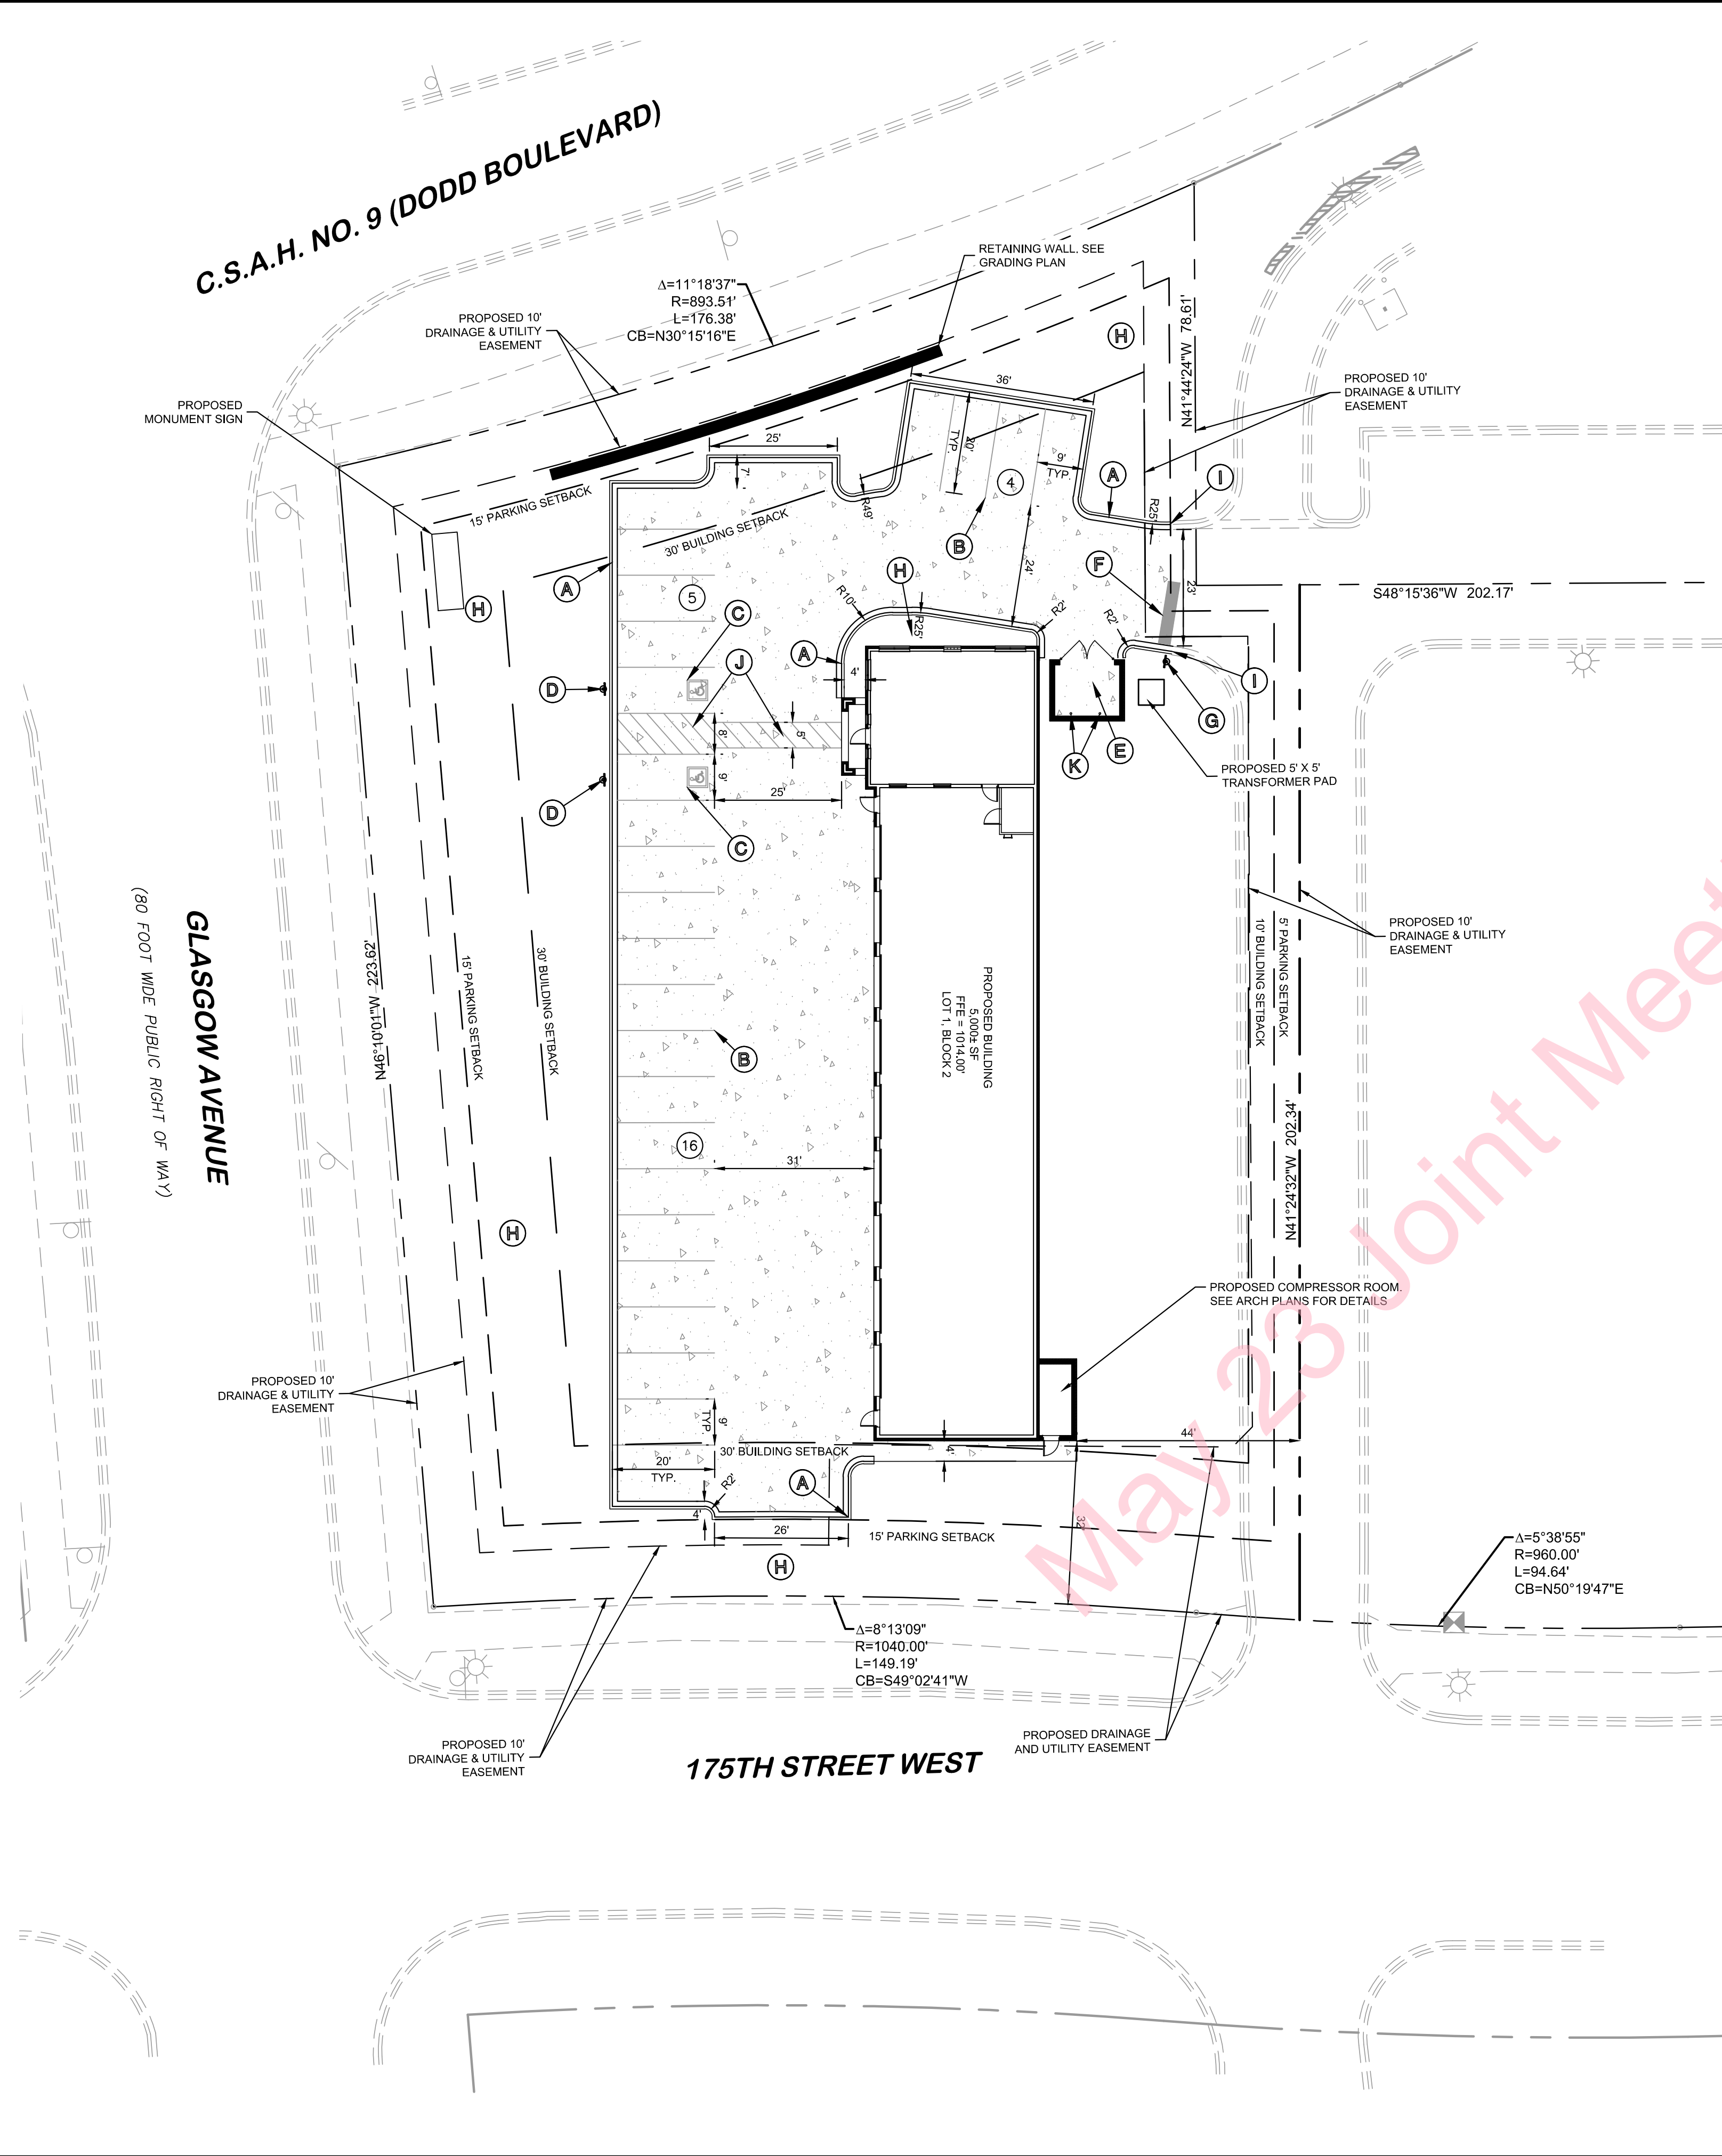 C.S.A.H. NO. 9 (DODD BOULEVARD)
RETAINING WALL, SEE
GRADING PLAN
Δ=11°18'37"
R=893.51'
L=176.38'
CB=N30°15'16"E
PROPOSED 10'
DRAINAGE & UTILITY
EASEMENT
PROPOSED
MONUMENT SIGN
H
N41°44'24"W 78.61'
PROPOSED 10'
DRAINAGE & UTILITY
EASEMENT
36'
25'
7'
20'
TYP.
9'
TYP.
4
A
I
R25'
R49'
15' PARKING SETBACK
30' BUILDING SETBACK
B
24'
F
23'
A
H
5
H
R10'
R25'
R2'
R2'
S48°15'36"W 202.17'
C
J
A
4'
D
8'
5'
I
G
E
K
PROPOSED 5' X 5'
TRANSFORMER PAD
9'
25'
D
C
GLASGOW AVENUE
(80 FOOT WIDE PUBLIC RIGHT OF WAY)
N46°10'01"W 223.62'
15' PARKING SETBACK
30' BUILDING SETBACK
B
PROPOSED BUILDING
5,000± SF
FFE = 1014.00'
LOT 1, BLOCK 2
10' BUILDING SETBACK
5' PARKING SETBACK
PROPOSED 10'
DRAINAGE & UTILITY
EASEMENT
N41°24'32"W 202.34'
16
31'
H
PROPOSED COMPRESSOR ROOM.
SEE ARCH PLANS FOR DETAILS
PROPOSED 10'
DRAINAGE & UTILITY
EASEMENT
9'
TYP.
30' BUILDING SETBACK
4'
44'
20'
TYP.
R2'
A
4'
26'
15' PARKING SETBACK
32'
H
Δ=5°38'55"
R=960.00'
L=94.64'
CB=N50°19'47"E
Δ=8°13'09"
R=1040.00'
L=149.19'
CB=S49°02'41"W
PROPOSED 10'
DRAINAGE & UTILITY
EASEMENT
PROPOSED DRAINAGE
AND UTILITY EASEMENT
175TH STREET WEST
May 23 Joint Meet